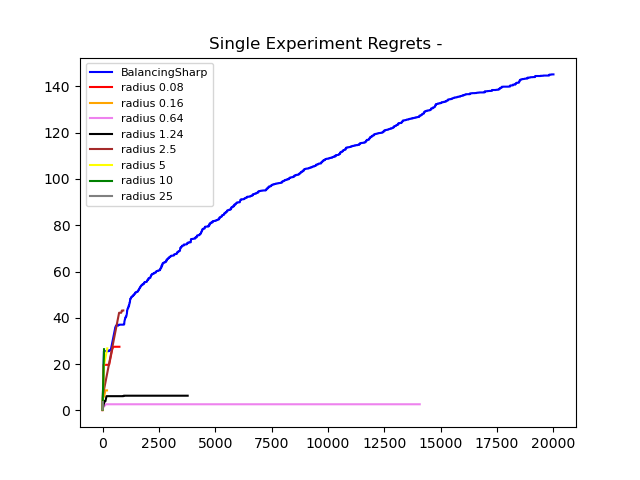 Single Experiment Regrets -
BalancingSharp
radius 0.08
radius 0.16
radius 0.64
radius 1.24
radius 2.5
radius 5
radius 10
radius 25
140
120
100
80
60
40
20
0
0 2500 5000 7500 10000 12500 15000 17500 20000